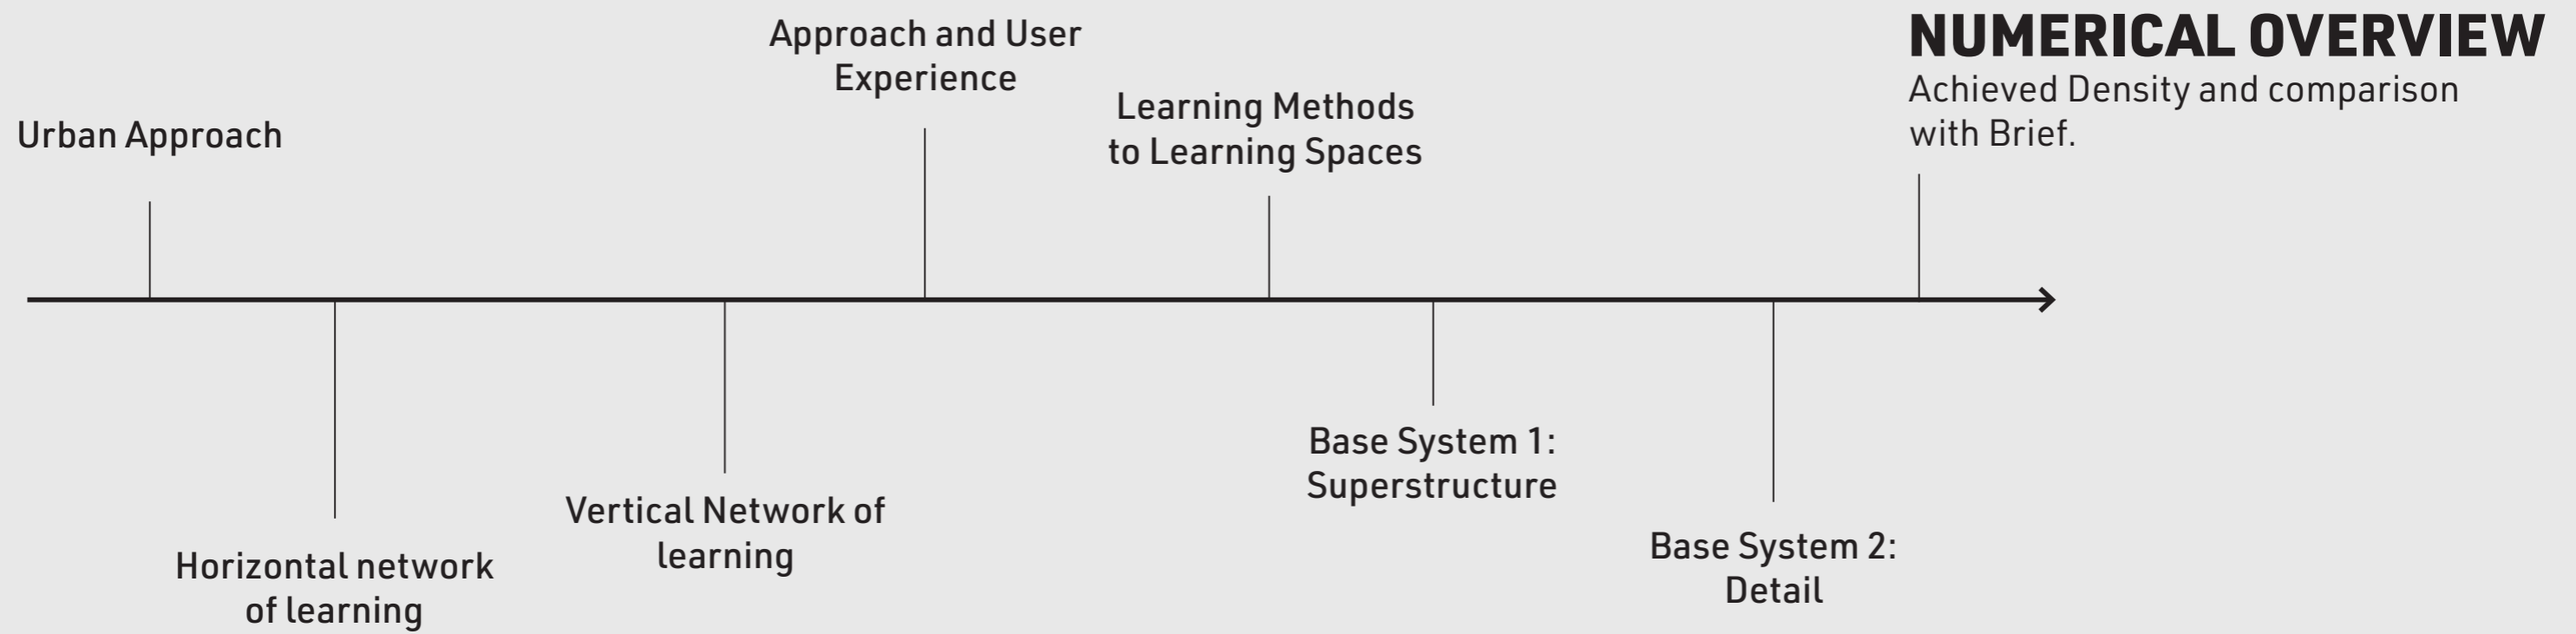 Urban Approach
Horizontal network
of learning
Vertical Network of
learning
Approach and User
Experience
Learning Methods
to Learning Spaces
Base System 1:
Superstructure
Base System 2:
Detail
NUMERICAL OVERVIEW
Achieved Density and comparison
with Brief.